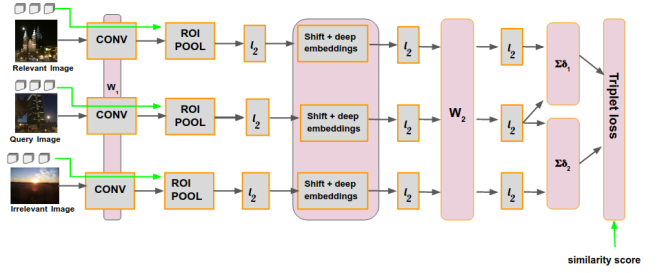 CONV
ROI
POOL
l2
Shift + deep
embeddings
l2
l2
Σδ1
Relevant Image
W1
CONV
ROI
POOL
l2
Shift + deep
embeddings
l2
W2
l2
Triplet loss
Query Image
Σδ2
CONV
ROI
POOL
l2
Shift + deep
embeddings
l2
l2
Irrelevant Image
similarity score